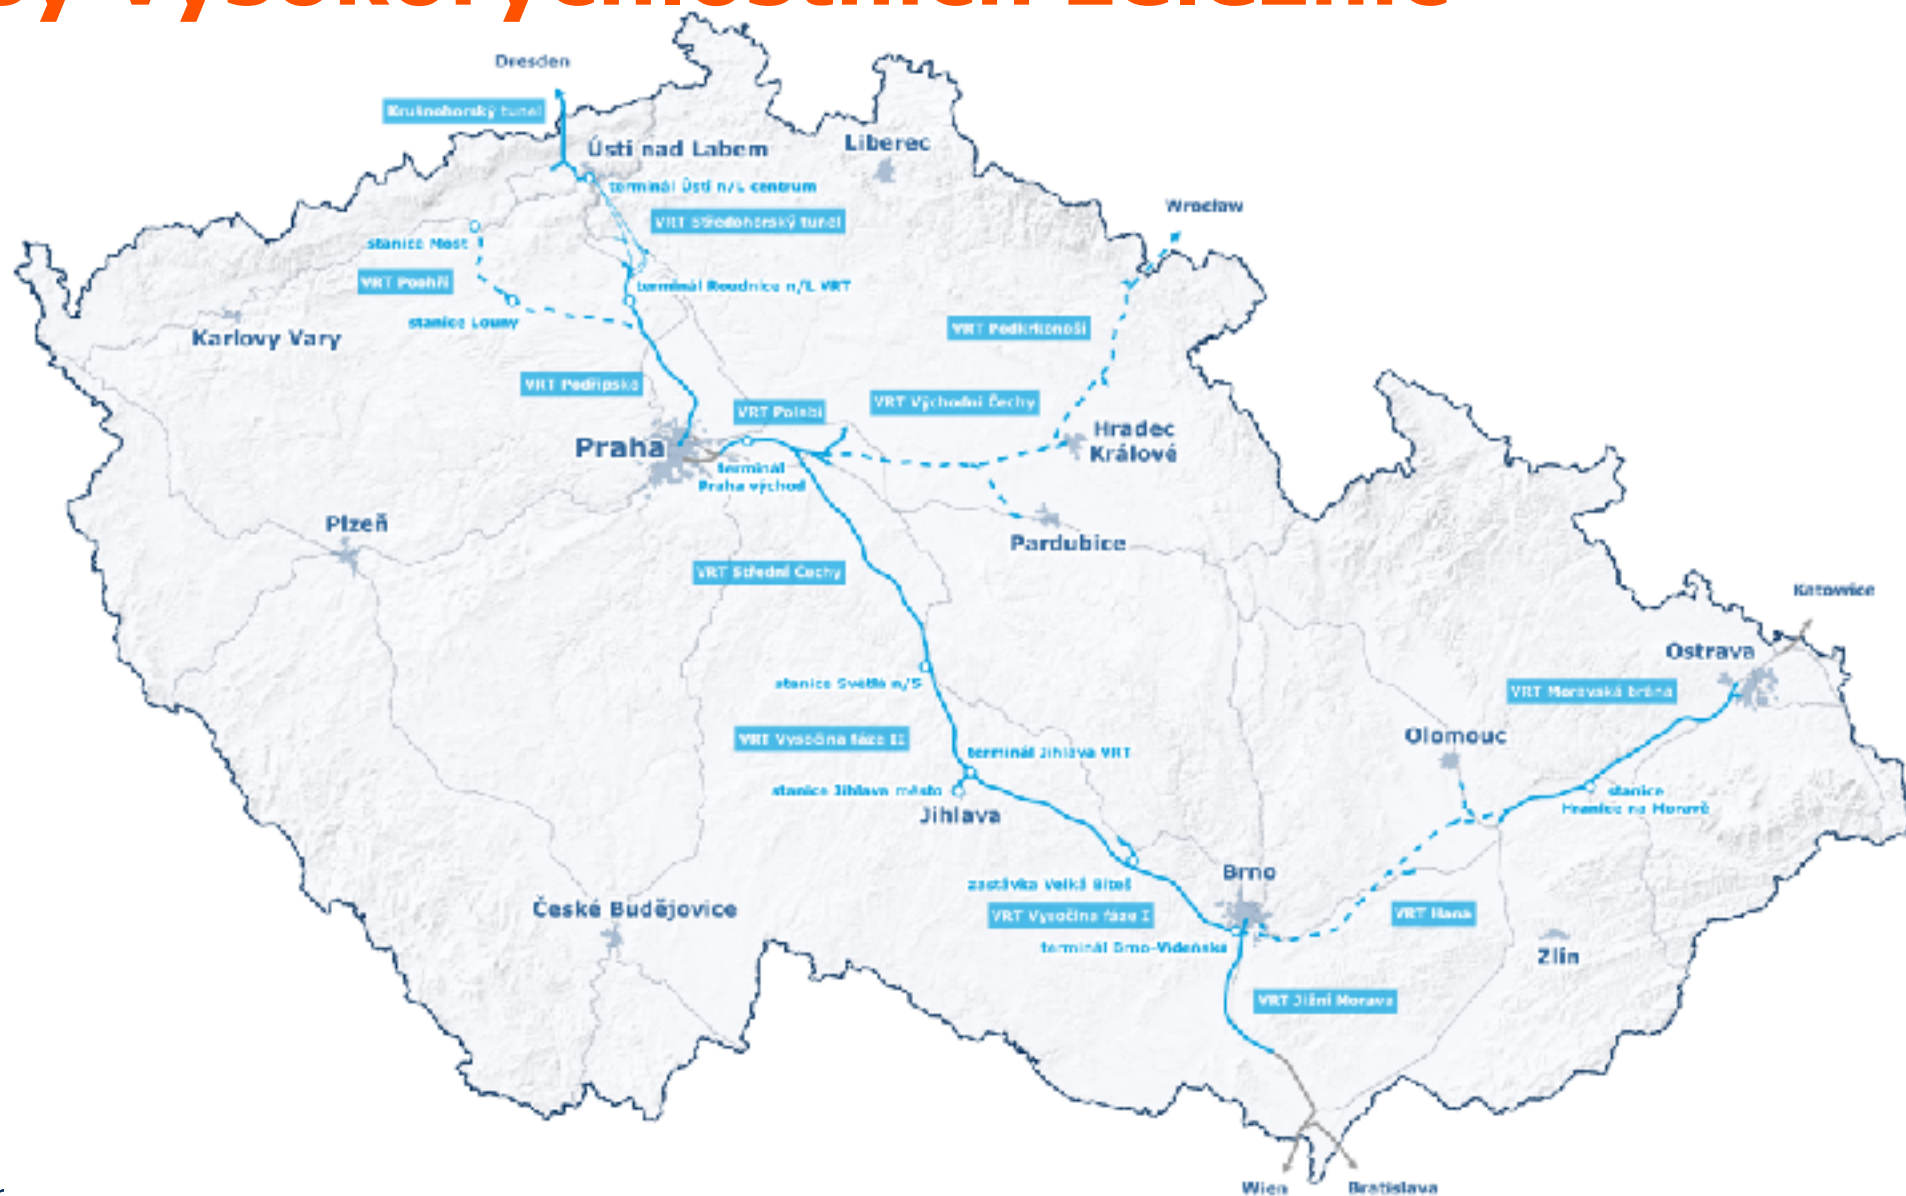 vysokorychlostních železnic
Dresden
Krušnohorský tunel
Ústí nad Labem
Liberec
terminál Ústí n/L centrum
Wrocław
VRT Středohorský tunel
stanice Most
VRT Poohří
terminál Roudnice n/L VRT
stanice Louny
Karlovy Vary
VRT Podkrkonoší
VRT Podřipsko
VRT Polabí
VRT Východní Čechy
Praha
Hradec
Králové
terminál
Praha východ
Plzeň
Pardubice
VRT Střední Čechy
Katowice
Ostrava
stanice Světlá n/S
VRT Moravská brána
VRT Vysočina fáze II
Olomouc
terminál Jihlava VRT
stanice Jihlava město
stanice
Hranice na Moravě
Jihlava
Brno
zastávka Velká Bíteš
České Budějovice
VRT Vysočina fáze I
VRT Haná
terminál Brno-Vídeňská
Zlín
VRT Jižní Morava
Wien
Bratislava